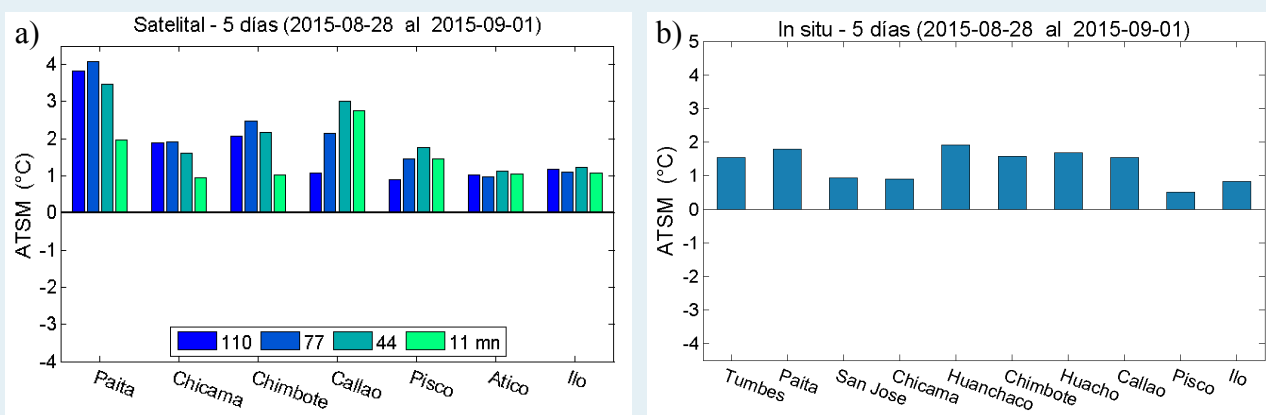 a)
Satelital - 5 días (2015-08-28 al 2015-09-01)
ATSM (°C)
4
3
2
1
0
-1
-2
-3
-4
110 77 44 11 mn
Paita Chicama Chimbote Callao Pisco Atico Ilo
b)
In situ - 5 días (2015-08-28 al 2015-09-01)
ATSM (°C)
5
4
3
2
1
0
-1
-2
-3
-4
Tumbes Paita San Jose Chicama Huanchaco Chimbote Huacho Callao Pisco Ilo